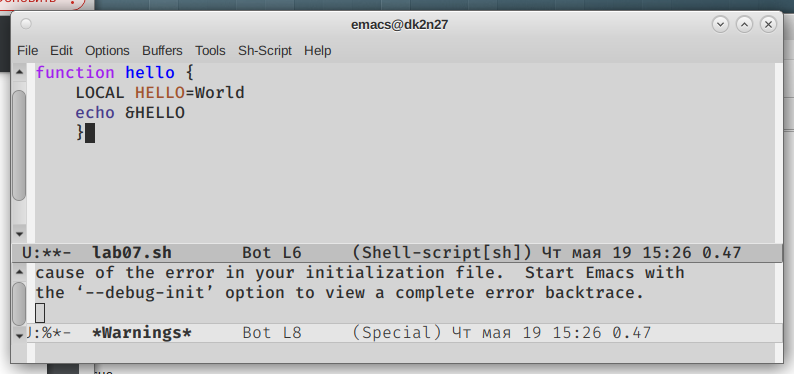 новить
emacs@dk2n27
File Edit Options Buffers Tools Sh-Script Help
function hello {
    LOCAL HELLO=World
    echo &HELLO
    }
U:**-  lab07.sh       Bot L6     (Shell-script[sh]) Чт мая 19 15:26 0.47
cause of the error in your initialization file.  Start Emacs with
the ‘--debug-init’ option to view a complete error backtrace.
U:%*-  *Warnings*     Bot L8     (Special) Чт мая 19 15:26 0.47